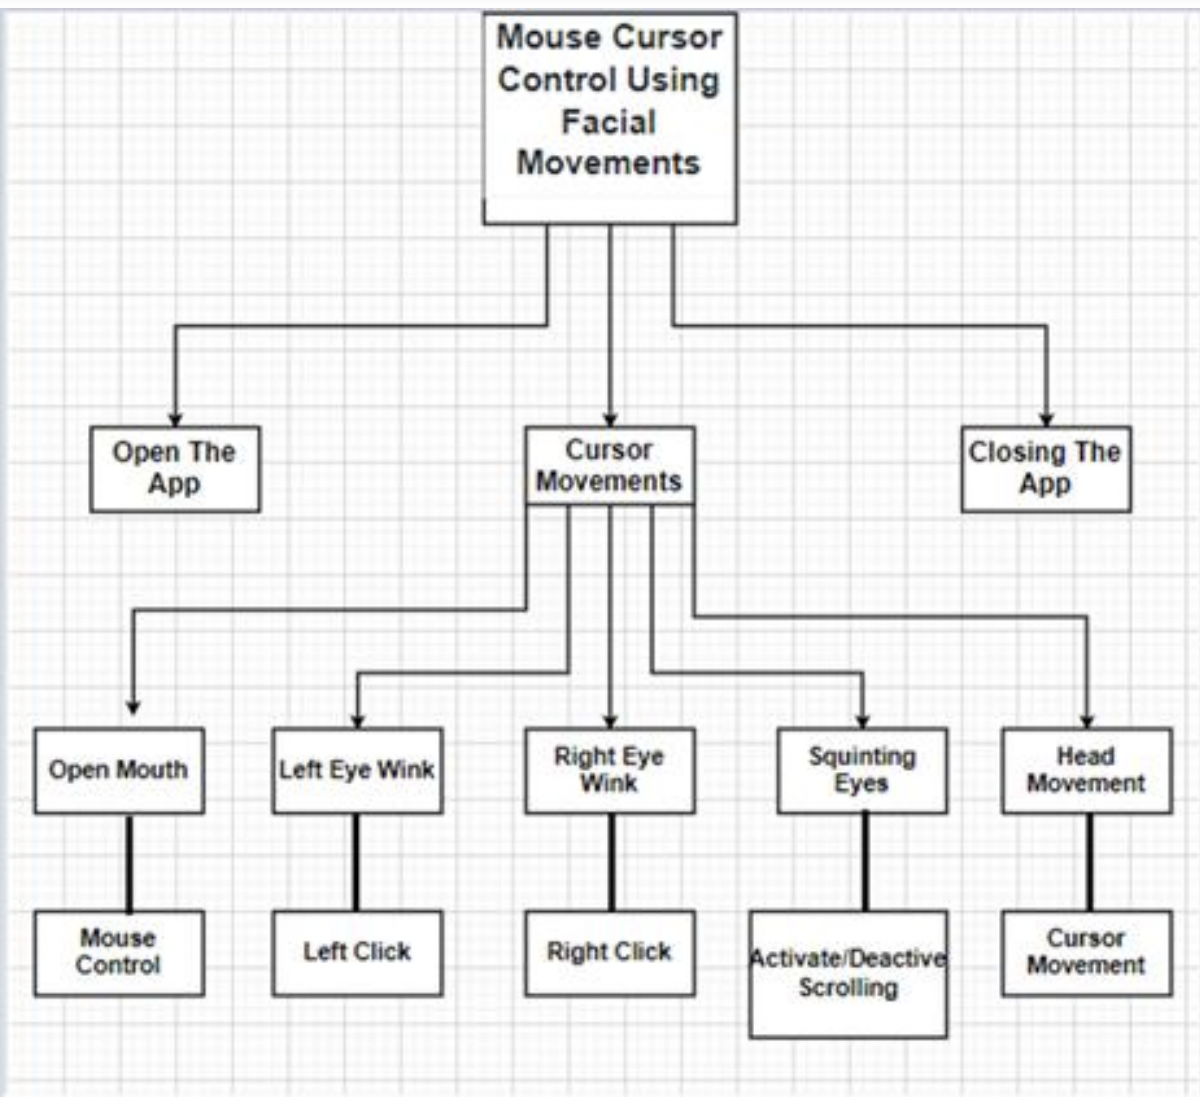 Mouse Cursor
Control Using
Facial
Movements
Open The
App
Cursor
Movements
Closing The
App
Open Mouth
Left Eye Wink
Right Eye
Wink
Squinting
Eyes
Head
Movement
Mouse
Control
Left Click
Right Click
Activate/Deactive
Scrolling
Cursor
Movement